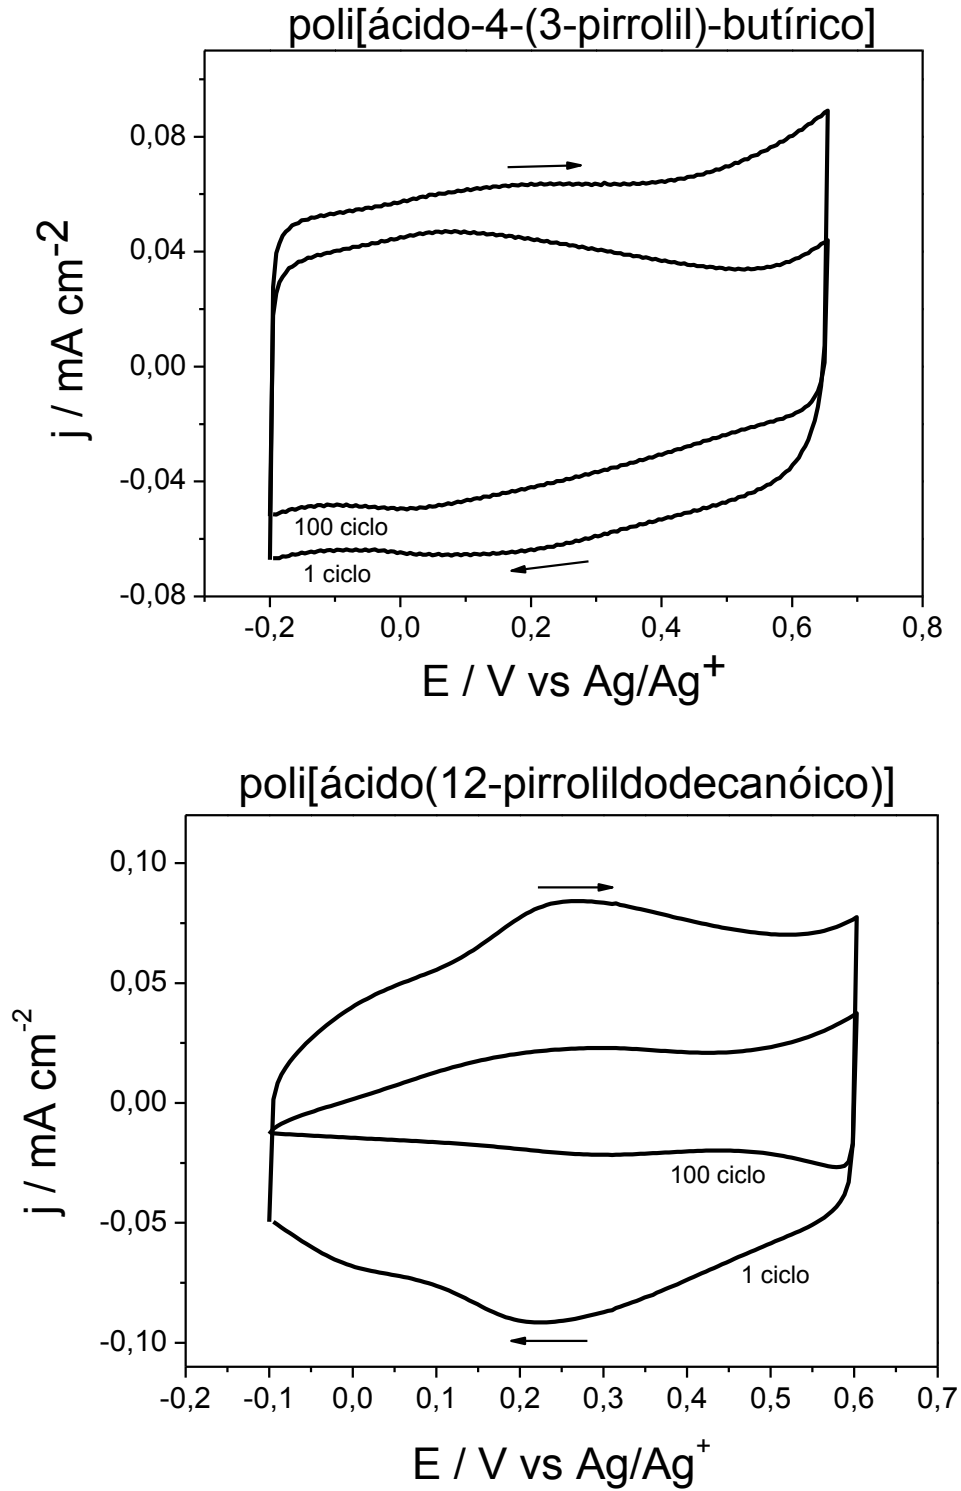 poli[ácido-4-(3-pirrolil)-butírico]
0,08
0,04
0,00
-0,04
-0,08
j / mA cm-2
100 ciclo
1 ciclo
-0,2 0,0 0,2 0,4 0,6 0,8
E / V vs Ag/Ag+
poli[ácido(12-pirrolildodecanóico)]
0,10
0,05
0,00
-0,05
-0,10
j / mA cm-2
100 ciclo
1 ciclo
-0,2 -0,1 0,0 0,1 0,2 0,3 0,4 0,5 0,6 0,7
E / V vs Ag/Ag+